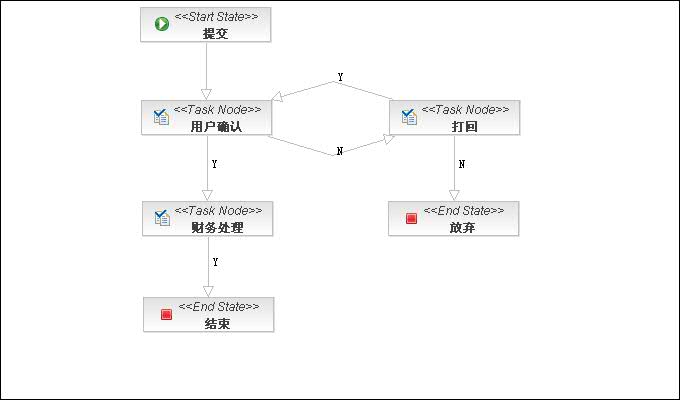 <<Start State>>
提交
Y
<<Task Node>>
用户确认
<<Task Node>>
打回
N
Y
N
<<Task Node>>
财务处理
<<End State>>
放弃
Y
<<End State>>
结束